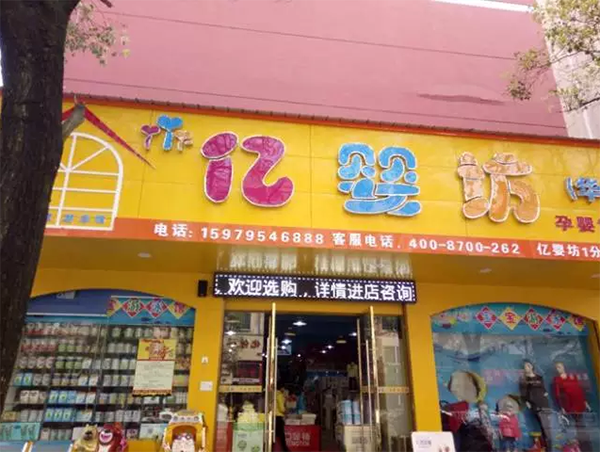 亿婴坊
孕婴
电话: 15979546888 客服电话, 400-8700-262 亿婴坊1分
欢迎选购,详情进店咨询